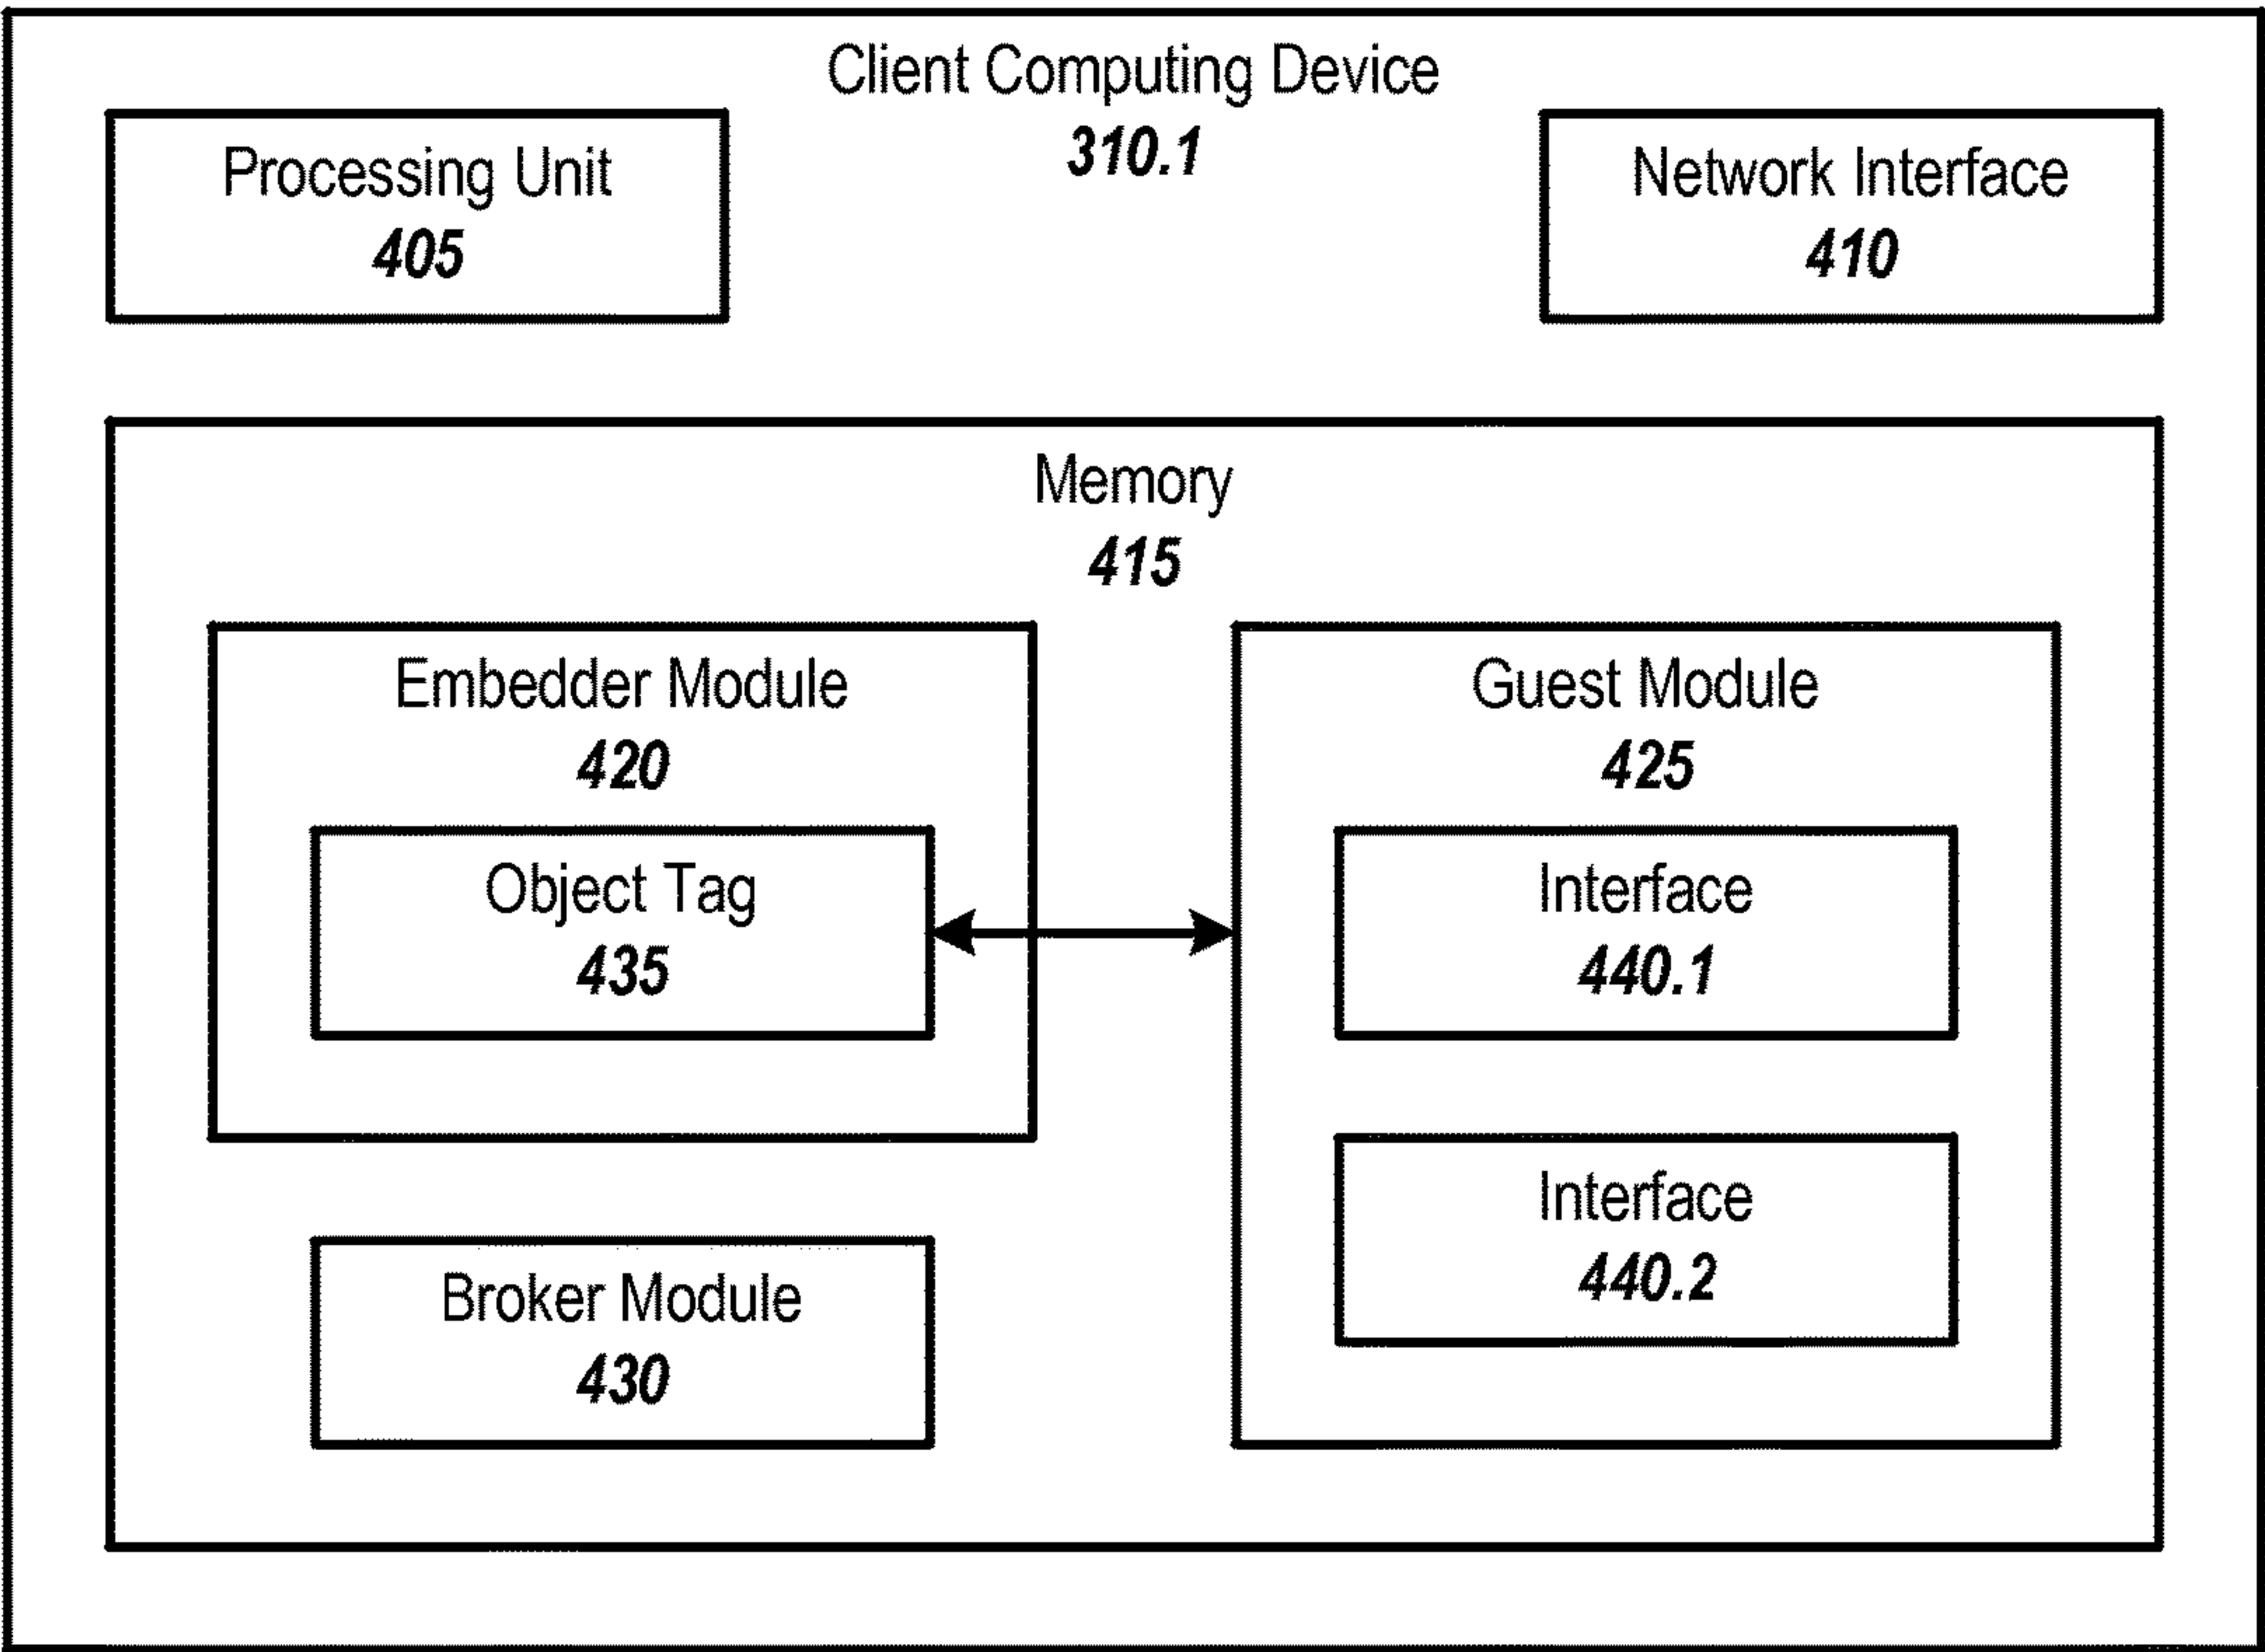 Client Computing Device
310.1
Processing Unit
405
Network Interface
410
Memory
415
Embedder Module
420
Object Tag
435
Guest Module
425
Interface
440.1
Interface
440.2
Broker Module
430